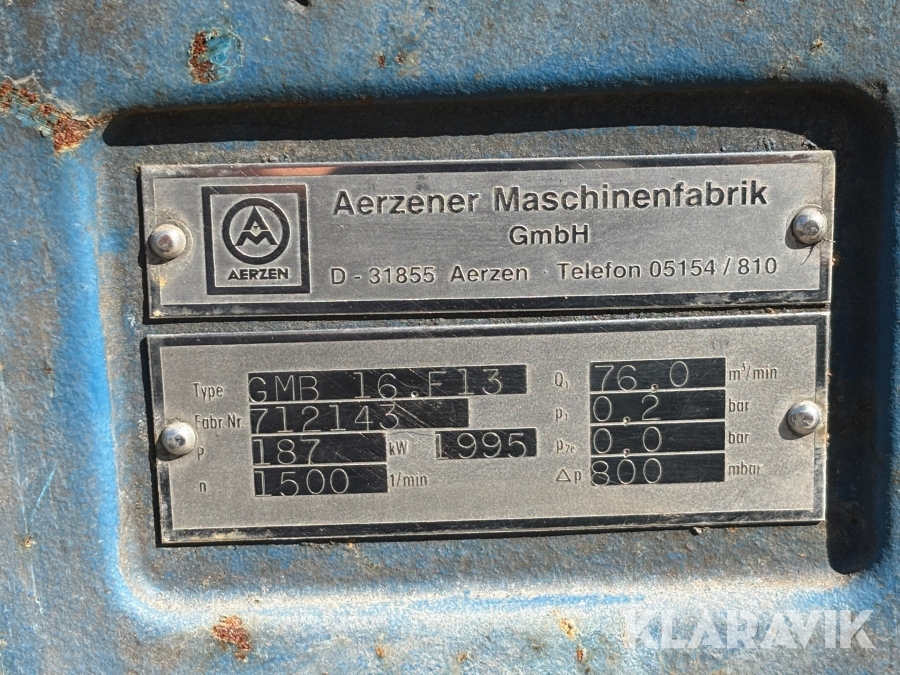 AM
AERZEN
Aerzener Maschinenfabrik
GmbH
D - 31855 Aerzen · Telefon 05154 / 810
Type GMB 16.F13
Fabr.Nr. 712143
P 187 kW 1995
n 1500 1/min
Q₁ 76.0 m³/min
p₁ 0.2 bar
p₂ₑ 0.0 bar
Δp 800 mbar
KLARAVIK